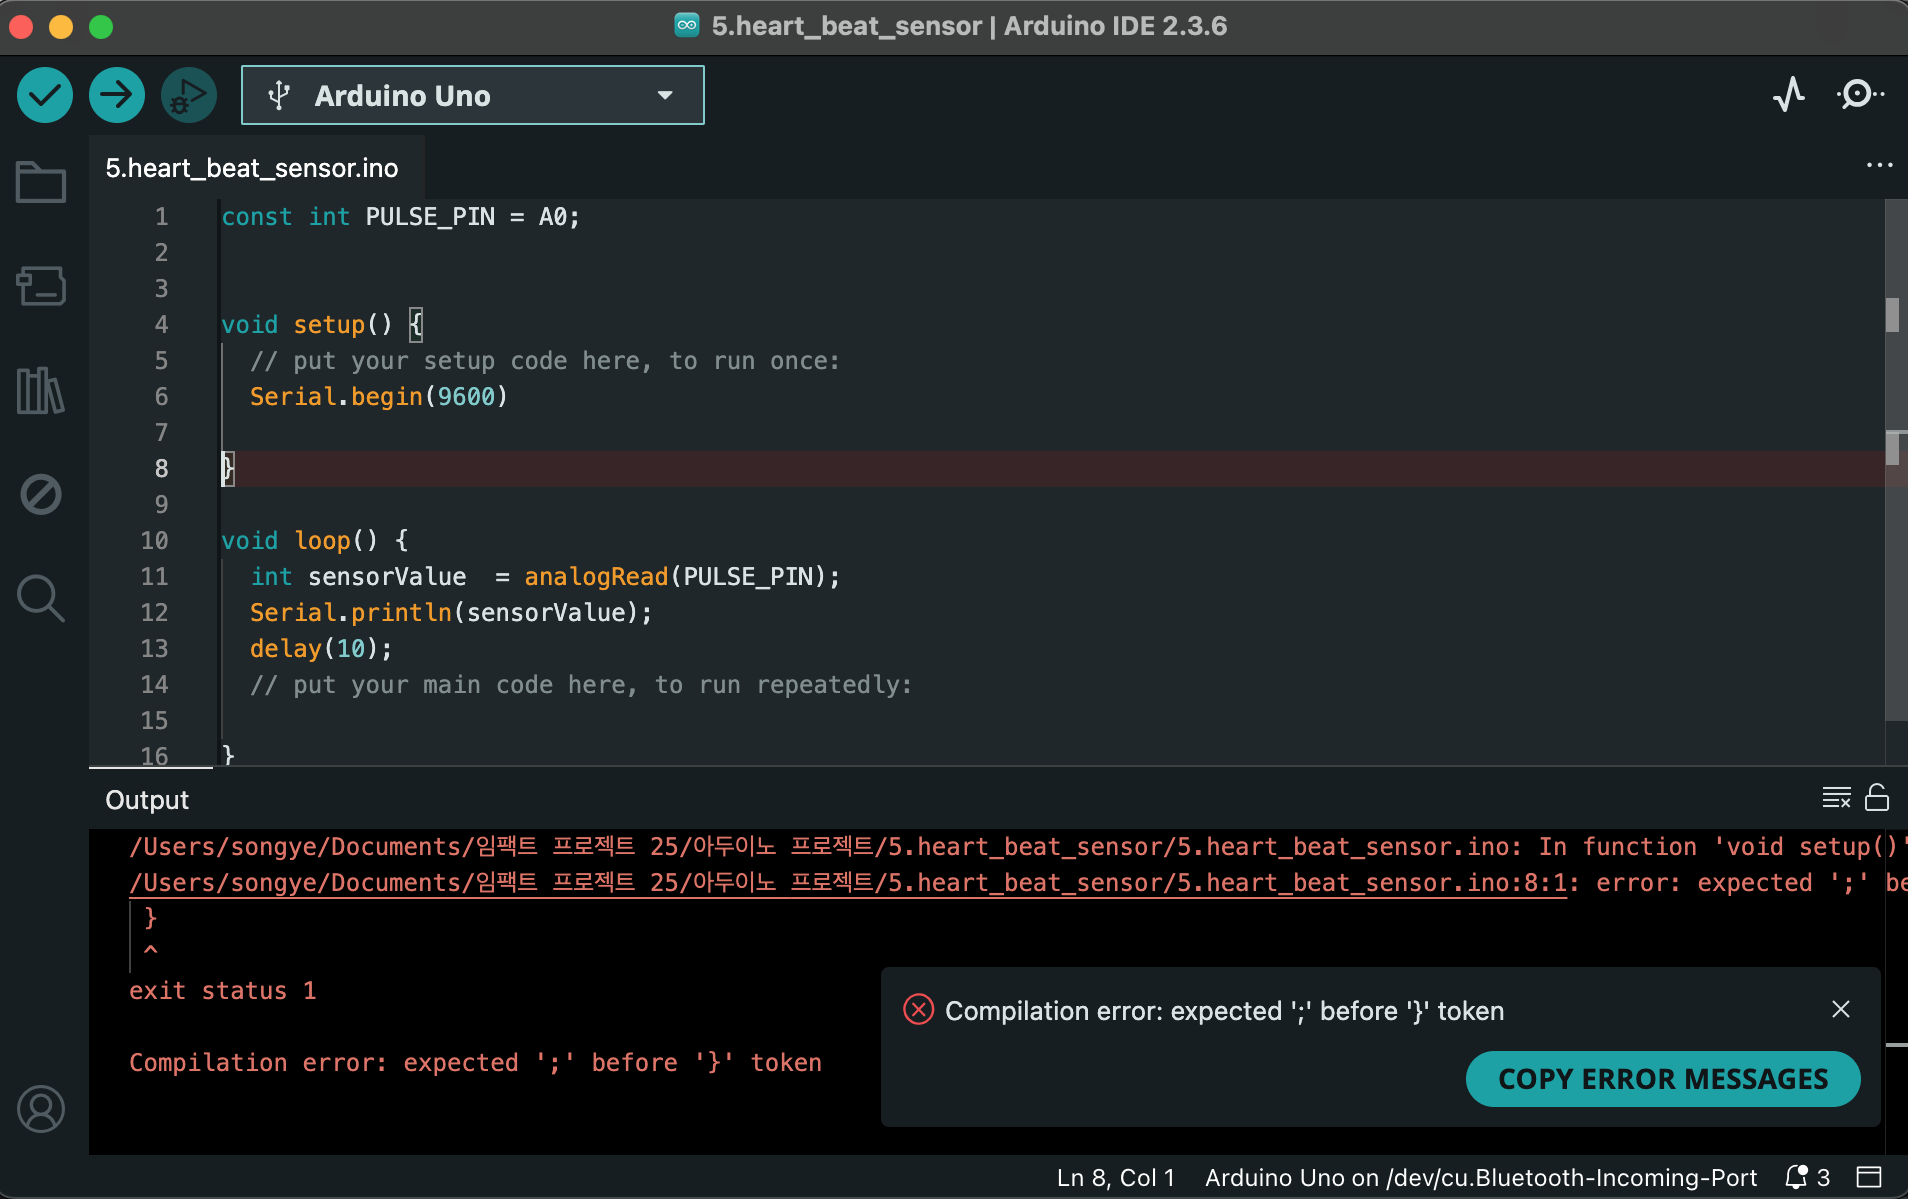 5.heart_beat_sensor | Arduino IDE 2.3.6
Arduino Uno
5.heart_beat_sensor.ino
1 const int PULSE_PIN = A0;
2
3
4 void setup() {
5 // put your setup code here, to run once:
6 Serial.begin(9600)
7
8 }
9
10 void loop() {
11 int sensorValue  = analogRead(PULSE_PIN);
12 Serial.println(sensorValue);
13 delay(10);
14 // put your main code here, to run repeatedly:
15
16 }
Output
/Users/songye/Documents/임팩트 프로젝트 25/아두이노 프로젝트/5.heart_beat_sensor/5.heart_beat_sensor.ino: In function 'void setup()'
/Users/songye/Documents/임팩트 프로젝트 25/아두이노 프로젝트/5.heart_beat_sensor/5.heart_beat_sensor.ino:8:1: error: expected ';' be
}
^
exit status 1
Compilation error: expected ';' before '}' token
Compilation error: expected ';' before '}' token
COPY ERROR MESSAGES
Ln 8, Col 1 Arduino Uno on /dev/cu.Bluetooth-Incoming-Port 3